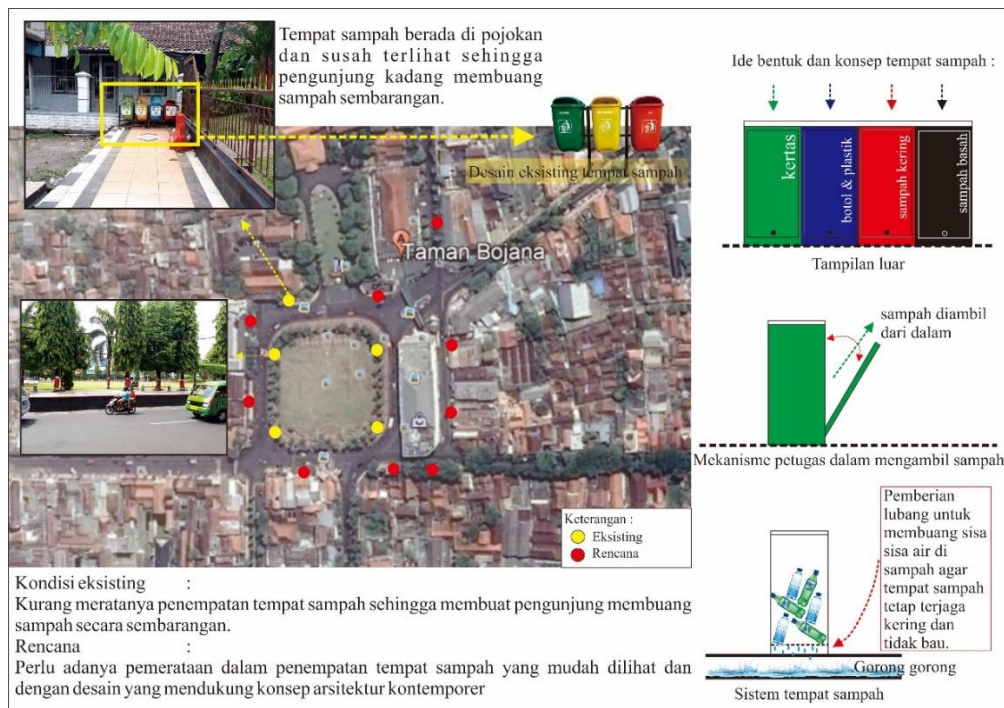 Tempat sampah berada di pojokan
dan susah terlihat sehingga
pengunjung kadang membuang
sampah sembarangan.
Desain eksisting tempat sampah
Taman Bojana
A
Keterangan :
Eksisting
Rencana
Ide bentuk dan konsep tempat sampah :
kertas
botol & plastik
sampah kering
sampah basah
Tampilan luar
sampah diambil
dari dalam
Mekanisme petugas dalam mengambil sampah
Pemberian
lubang untuk
membuang sisa
sisa air di
sampah agar
tempat sampah
tetap terjaga
kering dan
tidak bau.
Gorong gorong
Sistem tempat sampah
Kondisi eksisting :
Kurang meratanya penempatan tempat sampah sehingga membuat pengunjung membuang
sampah secara sembarangan.
Rencana :
Perlu adanya pemerataan dalam penempatan tempat sampah yang mudah dilihat dan
dengan desain yang mendukung konsep arsitektur kontemporer